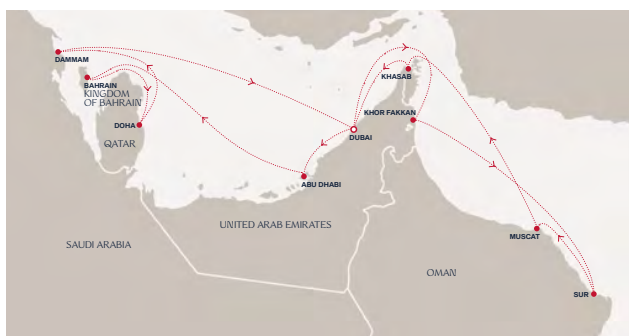 DAMMAM
BAHRAIN
KINGDOM
OF BAHRAIN
DOHA
QATAR
KHASAB
KHOR FAKKAN
DUBAI
ABU DHABI
UNITED ARAB EMIRATES
SAUDI ARABIA
MUSCAT
OMAN
SUR